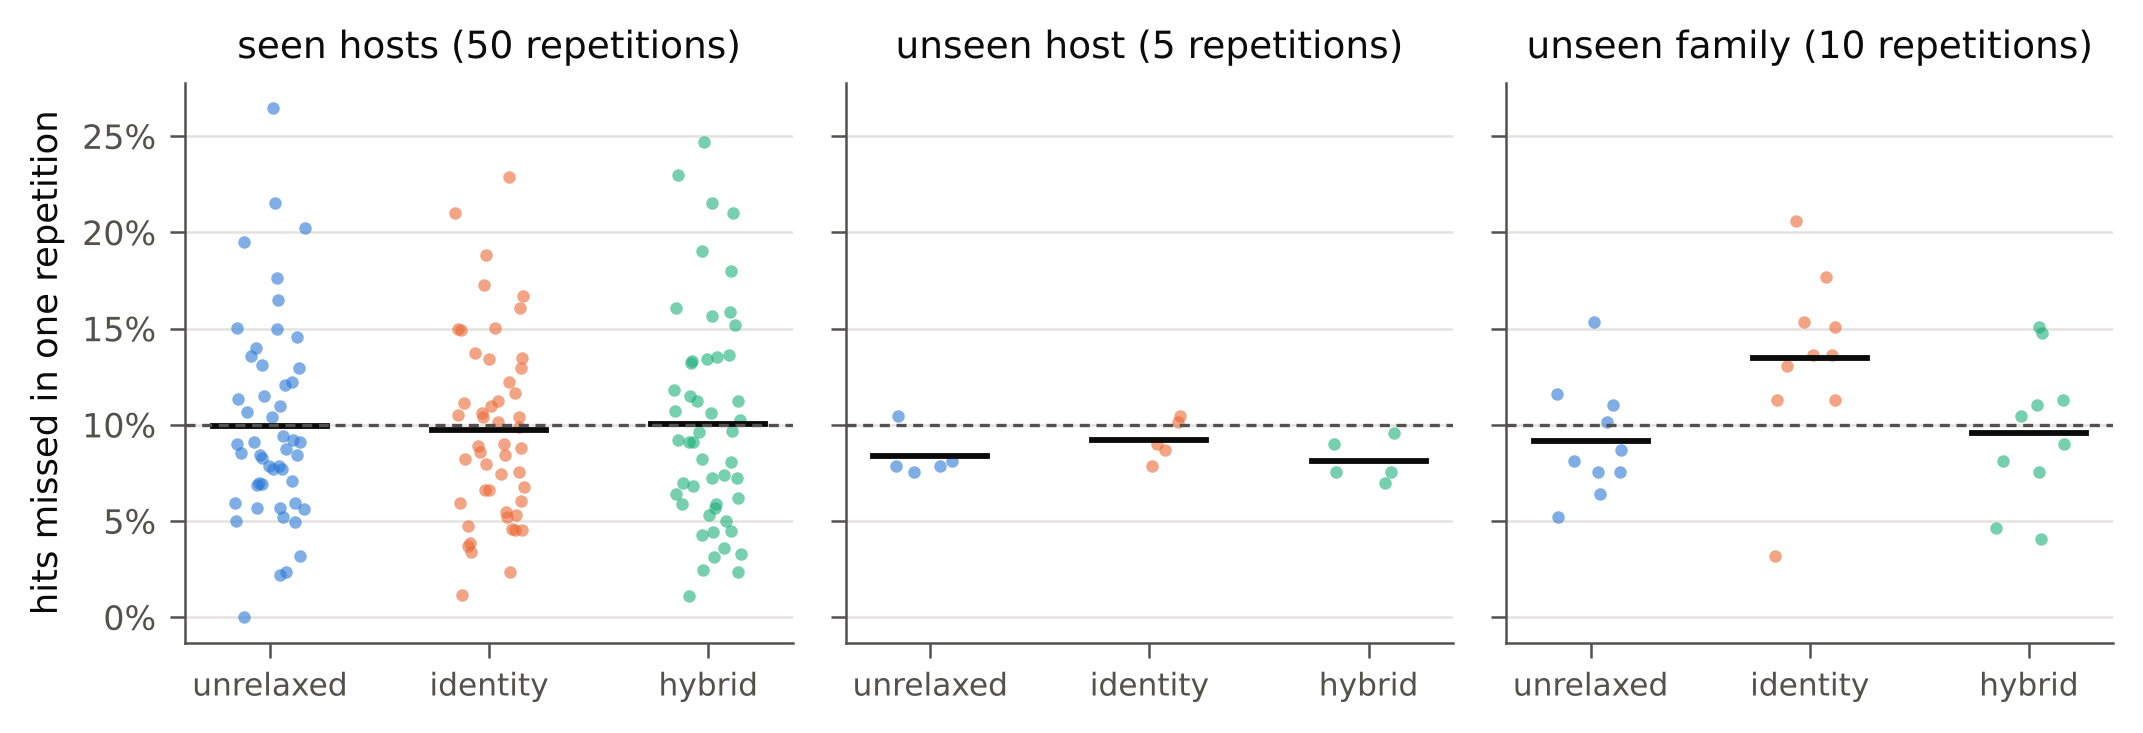 seen hosts (50 repetitions)
unseen host (5 repetitions)
unseen family (10 repetitions)
hits missed in one repetition
25%
20%
15%
10%
5%
0%
unrelaxed
identity
hybrid
unrelaxed
identity
hybrid
unrelaxed
identity
hybrid